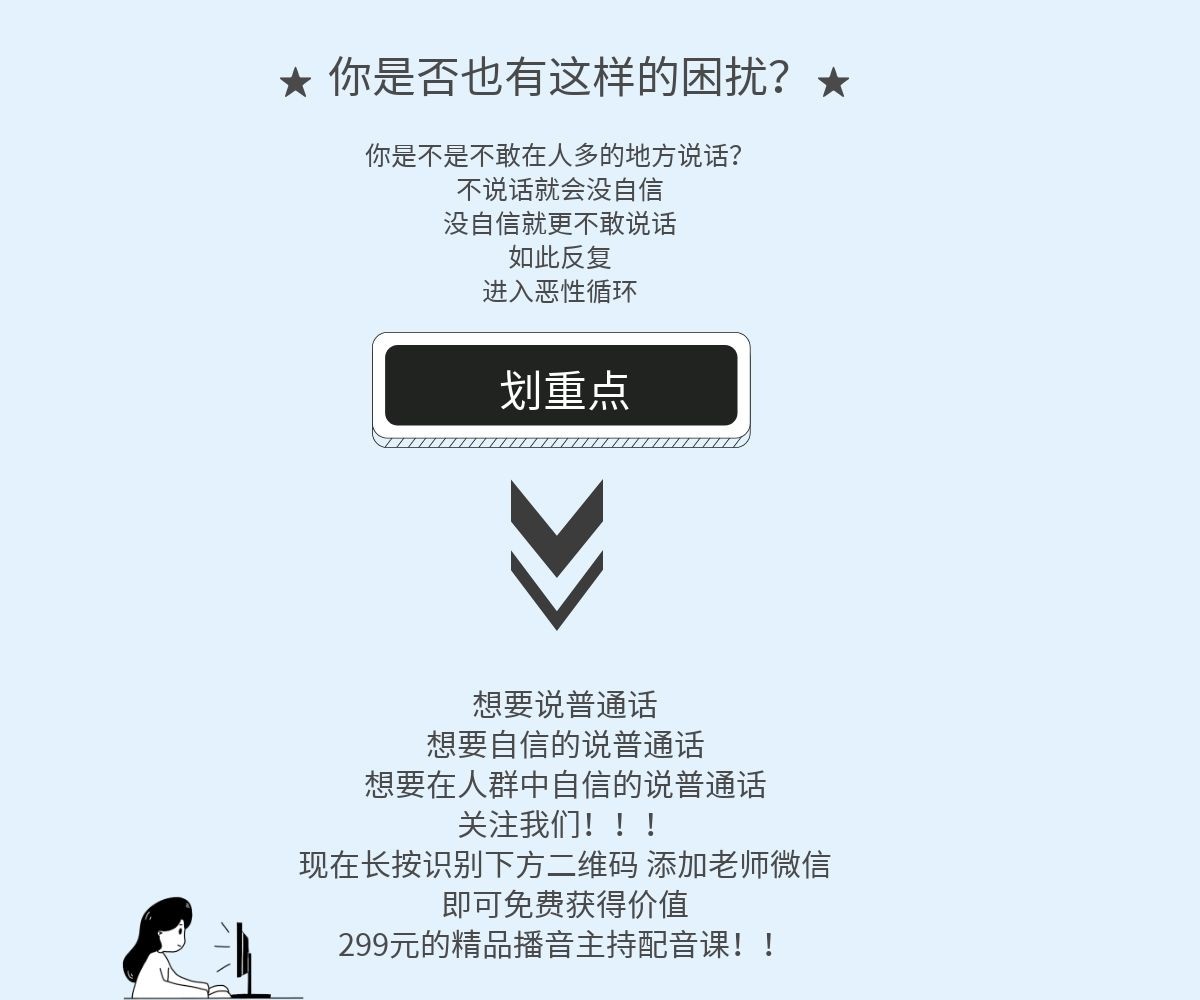 ★ 你是否也有这样的困扰？ ★
你是不是不敢在人多的地方说话？
不说话就会没自信
没自信就更不敢说话
如此反复
进入恶性循环
划重点
想要说普通话
想要自信的说普通话
想要在人群中自信的说普通话
关注我们！！！
现在长按识别下方二维码 添加老师微信
即可免费获得价值
299元的精品播音主持配音课！！